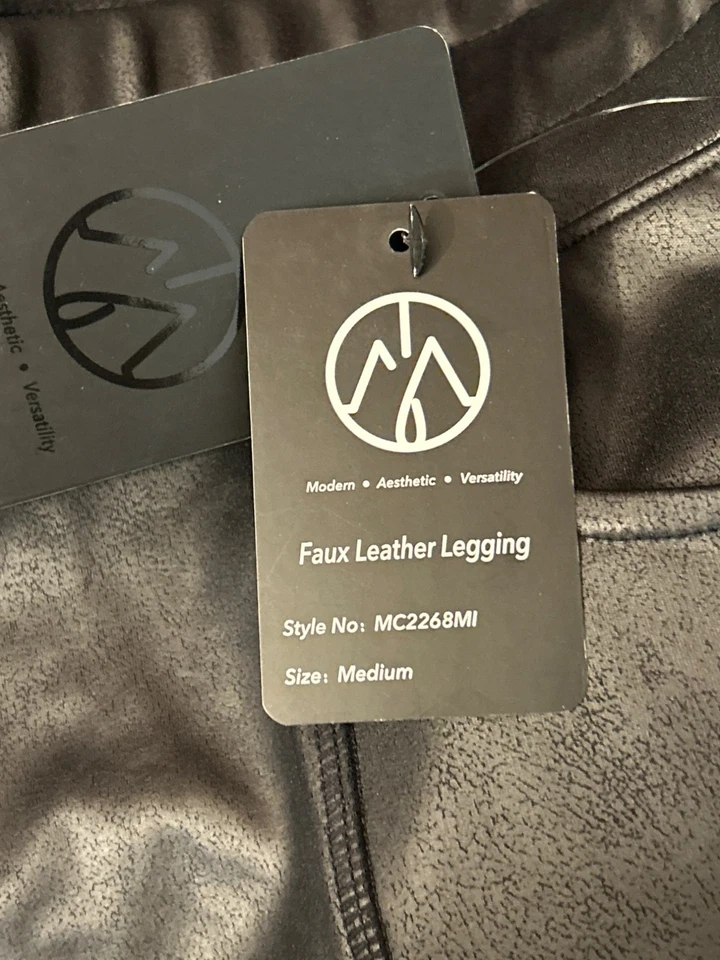 Aesthetic • Versatility
Modern • Aesthetic • Versatility
Faux Leather Legging
Style No: MC2268MI
Size: Medium